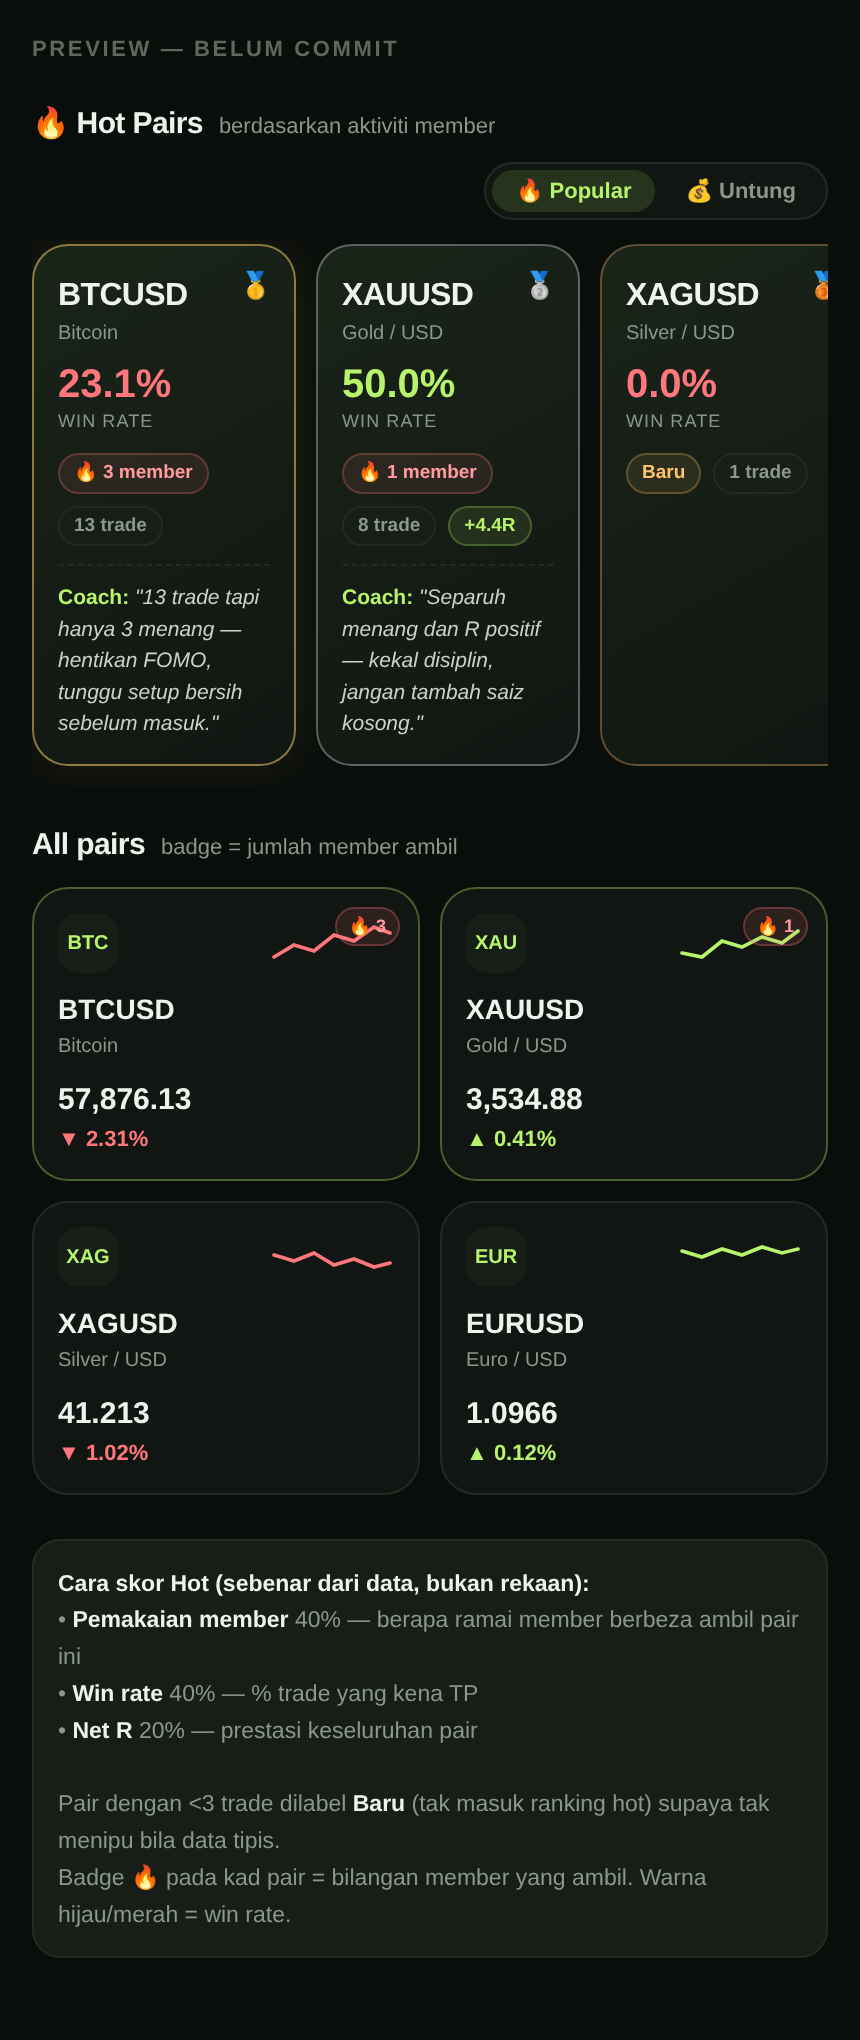 PREVIEW — BELUM COMMIT
🔥 Hot Pairs berdasarkan aktiviti member
🔥 Popular 💰 Untung
BTCUSD 🥇
Bitcoin
23.1%
WIN RATE
🔥 3 member
13 trade
Coach: "13 trade tapi
hanya 3 menang —
hentikan FOMO,
tunggu setup bersih
sebelum masuk."
XAUUSD 🥈
Gold / USD
50.0%
WIN RATE
🔥 1 member
8 trade +4.4R
Coach: "Separuh
menang dan R positif
— kekal disiplin,
jangan tambah saiz
kosong."
XAGUSD 🥉
Silver / USD
0.0%
WIN RATE
Baru 1 trade
All pairs badge = jumlah member ambil
BTC 🔥 3
BTCUSD
Bitcoin
57,876.13
▼ 2.31%
XAU 🔥 1
XAUUSD
Gold / USD
3,534.88
▲ 0.41%
XAG
XAGUSD
Silver / USD
41.213
▼ 1.02%
EUR
EURUSD
Euro / USD
1.0966
▲ 0.12%
Cara skor Hot (sebenar dari data, bukan rekaan):
• Pemakaian member 40% — berapa ramai member berbeza ambil pair
ini
• Win rate 40% — % trade yang kena TP
• Net R 20% — prestasi keseluruhan pair
Pair dengan <3 trade dilabel Baru (tak masuk ranking hot) supaya tak
menipu bila data tipis.
Badge 🔥 pada kad pair = bilangan member yang ambil. Warna
hijau/merah = win rate.